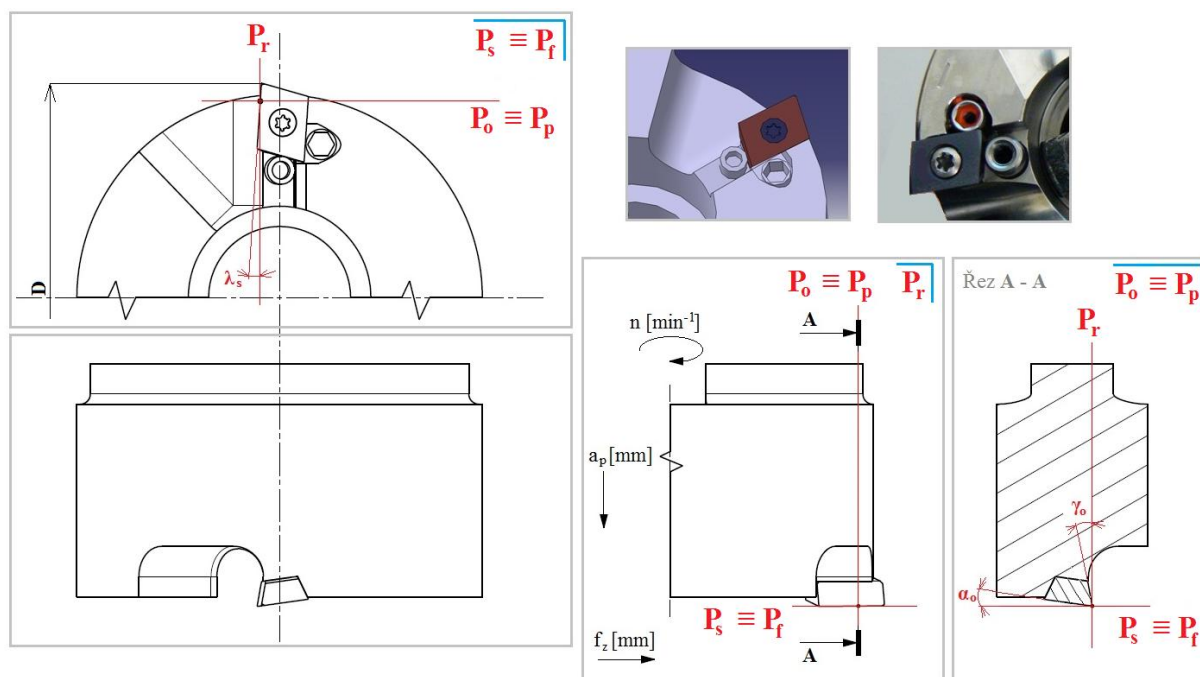 Pr
Ps ≡ Pf
Po ≡ Pp
λs
D
Po ≡ Pp
Pr
n [min-1]
A
ap [mm]
Ps ≡ Pf
fz [mm]
A
Řez A - A
Po ≡ Pp
Pr
γo
αo
Ps ≡ Pf